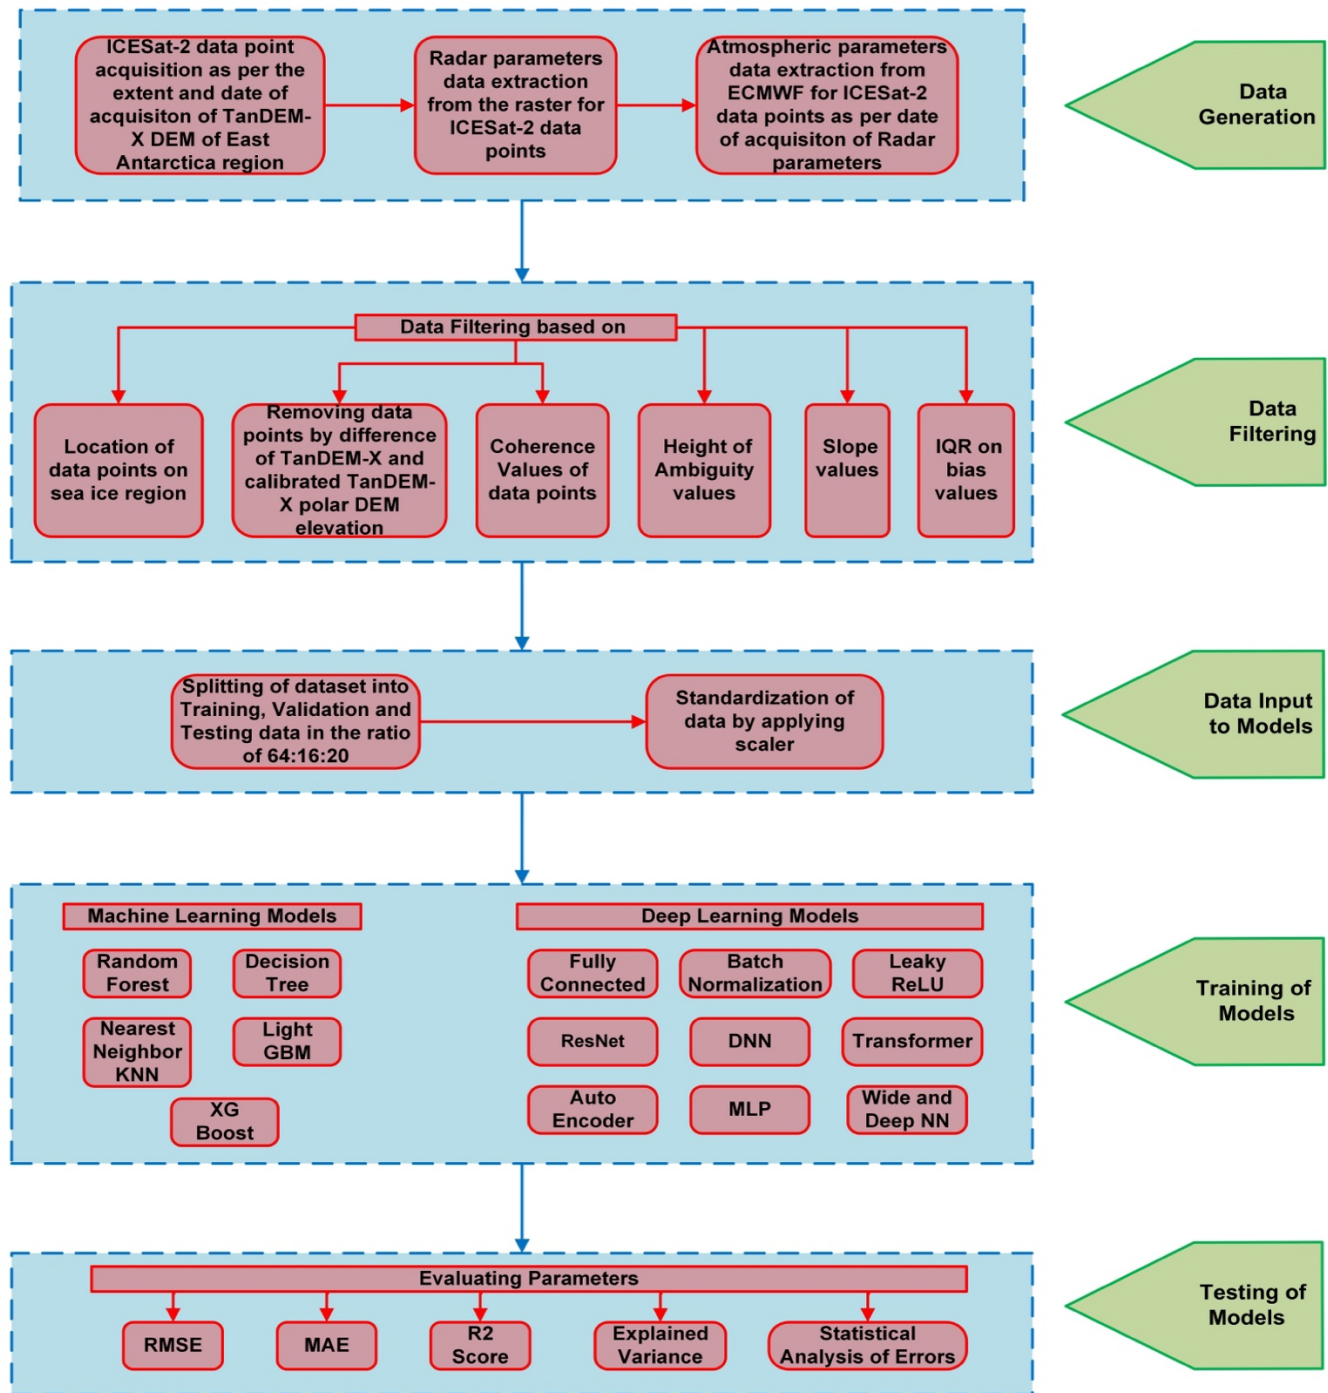 ICESat-2 data point
acquisition as per the
extent and date of
acquisiton of TanDEM-
X DEM of East
Antarctica region
Radar parameters
data extraction
from the raster for
ICESat-2 data
points
Atmospheric parameters
data extraction from
ECMWF for ICESat-2
data points as per date
of acquisiton of Radar
parameters
Data
Generation
Data Filtering based on
Location of
data points on
sea ice region
Removing data
points by difference
of TanDEM-X and
calibrated TanDEM-
X polar DEM
elevation
Coherence
Values of
data points
Height of
Ambiguity
values
Slope
values
IQR on
bias
values
Data
Filtering
Splitting of dataset into
Training, Validation and
Testing data in the ratio
of 64:16:20
Standardization of
data by applying
scaler
Data Input
to Models
Machine Learning Models
Random
Forest
Decision
Tree
Nearest
Neighbor
KNN
Light
GBM
XG
Boost
Deep Learning Models
Fully
Connected
Batch
Normalization
Leaky
ReLU
ResNet
DNN
Transformer
Auto
Encoder
MLP
Wide and
Deep NN
Training of
Models
Evaluating Parameters
RMSE
MAE
R2
Score
Explained
Variance
Statistical
Analysis of Errors
Testing of
Models